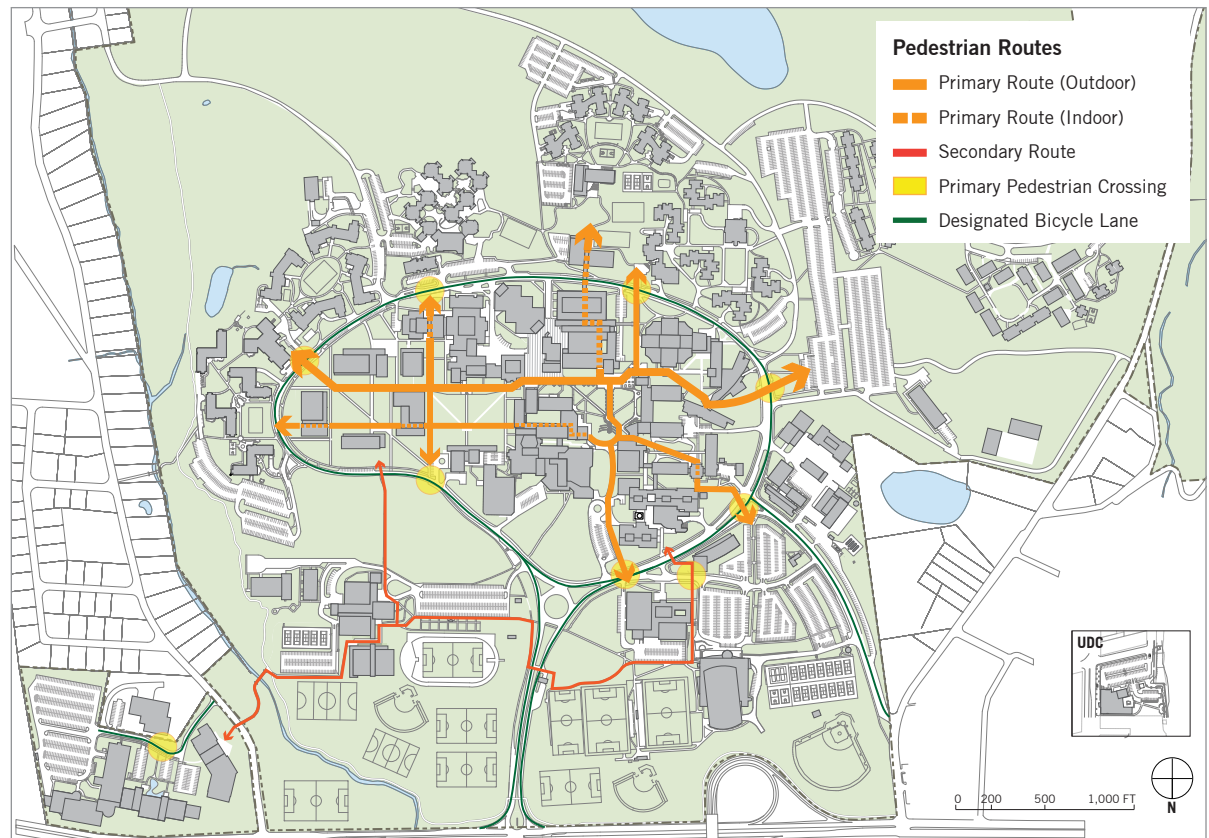 Pedestrian Routes
Primary Route (Outdoor)
Primary Route (Indoor)
Secondary Route
Primary Pedestrian Crossing
Designated Bicycle Lane
UDC
0 200 500 1,000 FT
N